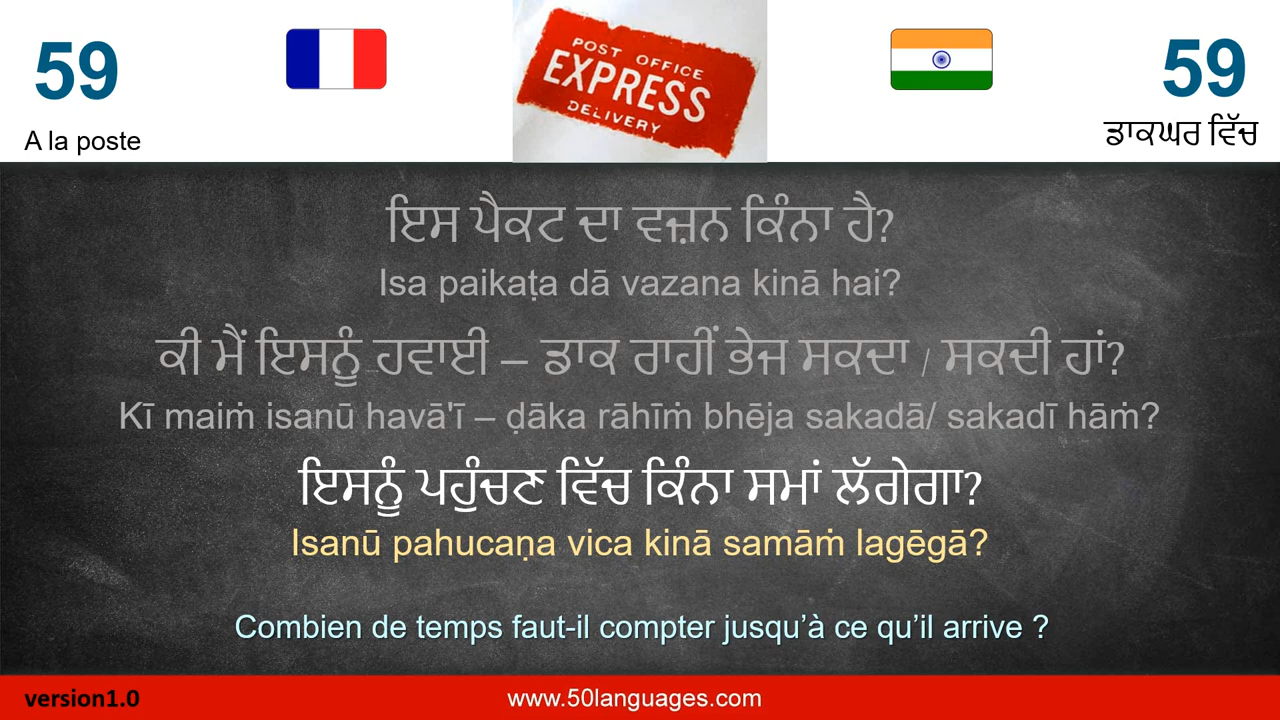 59
59
A la poste
ਡਾਕਘਰ ਵਿੱਚ
POST OFFICE
EXPRESS
DELIVERY
ਇਸ ਪੈਕਟ ਦਾ ਵਜ਼ਨ ਕਿੰਨਾ ਹੈ?
Isa paikaṭa dā vazana kinā hai?
ਕੀ ਮੈਂ ਇਸਨੂੰ ਹਵਾਈ – ਡਾਕ ਰਾਹੀਂ ਭੇਜ ਸਕਦਾ / ਸਕਦੀ ਹਾਂ?
Kī maiṁ isanū havā'ī – ḍāka rāhīṁ bhēja sakadā/ sakadī hāṁ?
ਇਸਨੂੰ ਪਹੁੰਚਣ ਵਿੱਚ ਕਿੰਨਾ ਸਮਾਂ ਲੱਗੇਗਾ?
Isanū pahucaṇa vica kinā samāṁ lagēgā?
Combien de temps faut-il compter jusqu’à ce qu’il arrive ?
version1.0
www.50languages.com